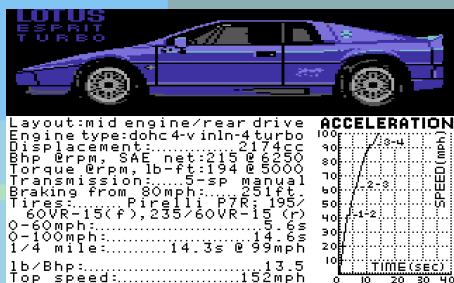 LOTUS
ESPRIT
TURBO
Layout:mid engine/rear drive
Engine type:dohc 4-v inln-4 turbo
Displacement:..........2174cc
Bhp @rpm, SAE net:215 @ 6250
Torque @rpm, lb-ft:194 @ 5000
Transmission:.....5-sp manual
Braking from 80mph:....251ft.
Tires:.....Pirelli P7R; 195/
60VR-15(f),235/60VR-15 (r)
0-60mph:.................5.6s
0-100mph:...............14.6s
1/4 mile:.......14.3s @ 99mph
lb/Bhp:..................13.5
Top speed:.............152mph
ACCELERATION
100
90
80
70
60
50
40
30
20
10
3-4
2-3
1-2
SPEED(mph)
TIME(sec)
0 10 20 30 40